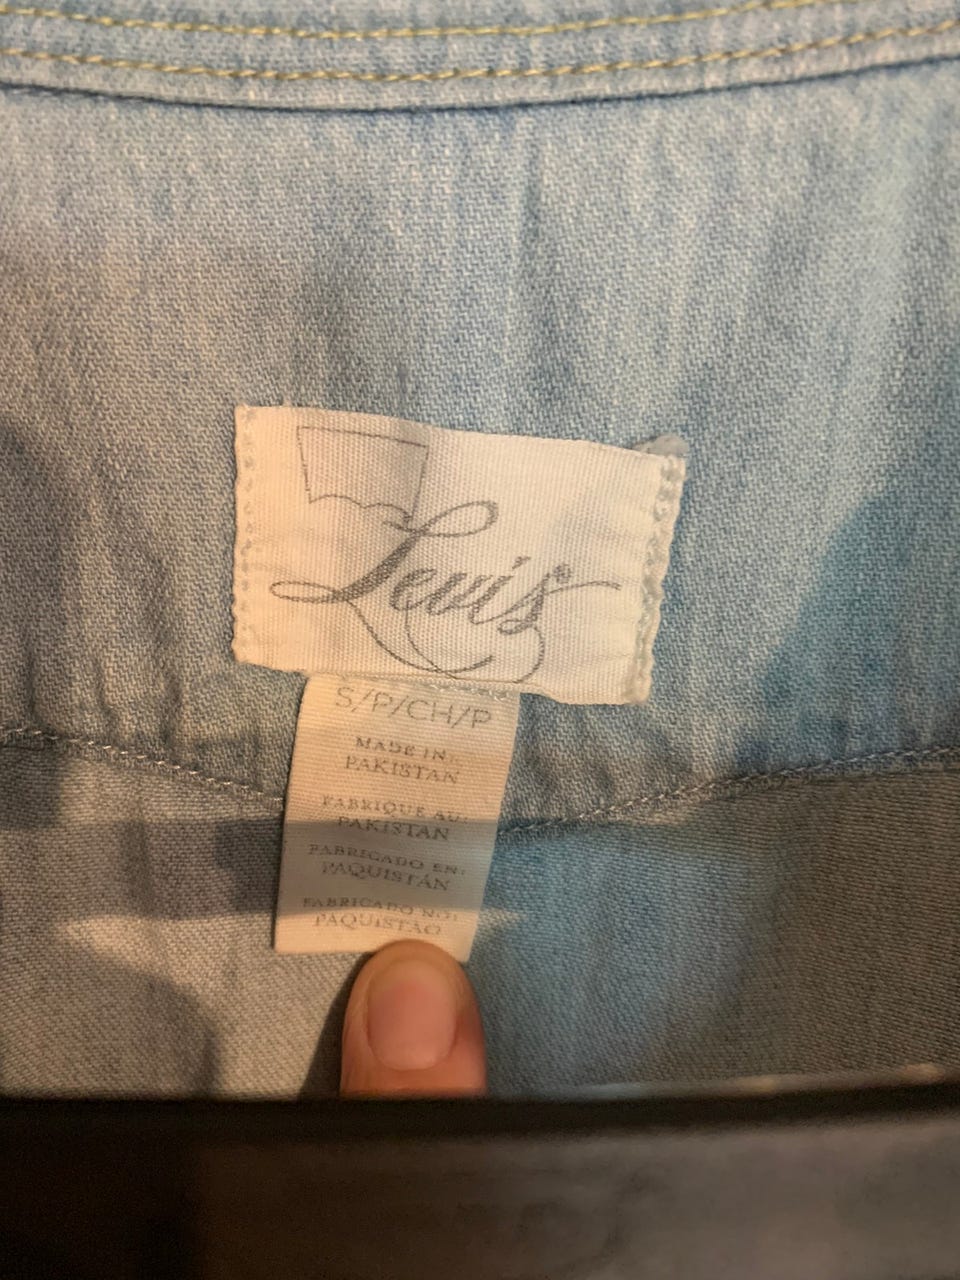 Levi's
S/P/CH/P
MADE IN:
PAKISTAN
FABRIQUE AU:
PAKISTAN
FABRICADO EN:
PAQUISTÁN
FABRICADO NO:
PAQUISTÃO